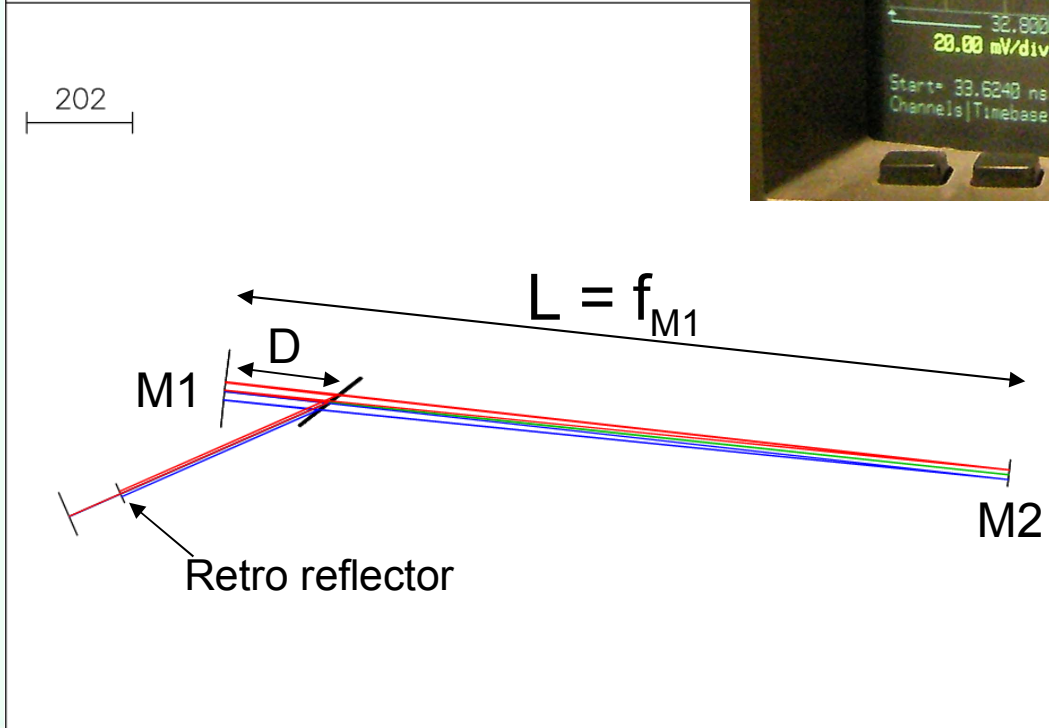 32.800
20.00 mV/div
Start= 33.6240 ns
Channels|Timebase
202
L = fM1
D
M1
M2
Retro reflector